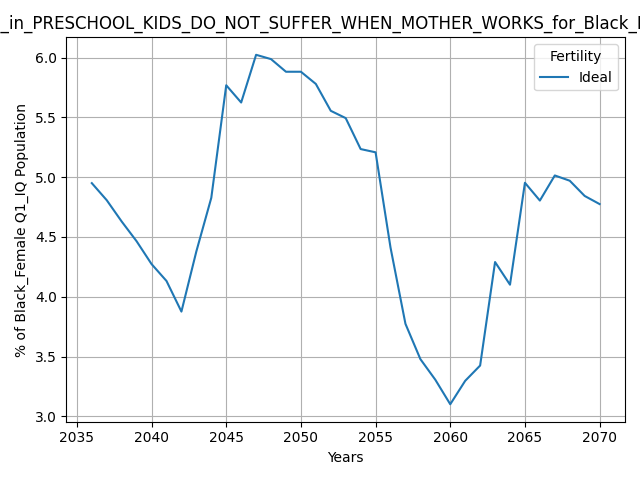 _in_PRESCHOOL_KIDS_DO_NOT_SUFFER_WHEN_MOTHER_WORKS_for_Black_
Fertility
Ideal
% of Black_Female Q1_IQ Population
6.0
5.5
5.0
4.5
4.0
3.5
3.0
2035 2040 2045 2050 2055 2060 2065 2070
Years